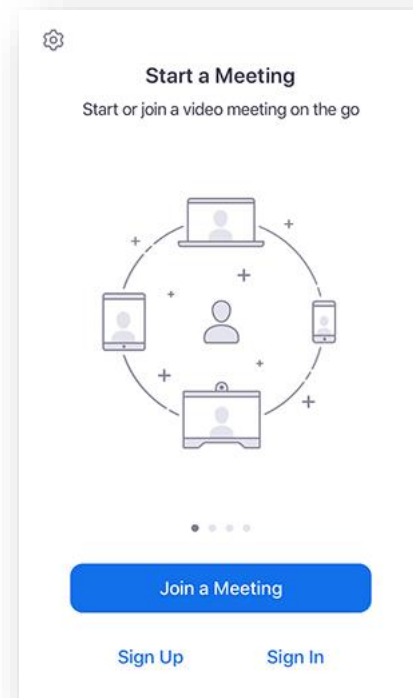 Start a Meeting
Start or join a video meeting on the go
Join a Meeting
Sign Up Sign In